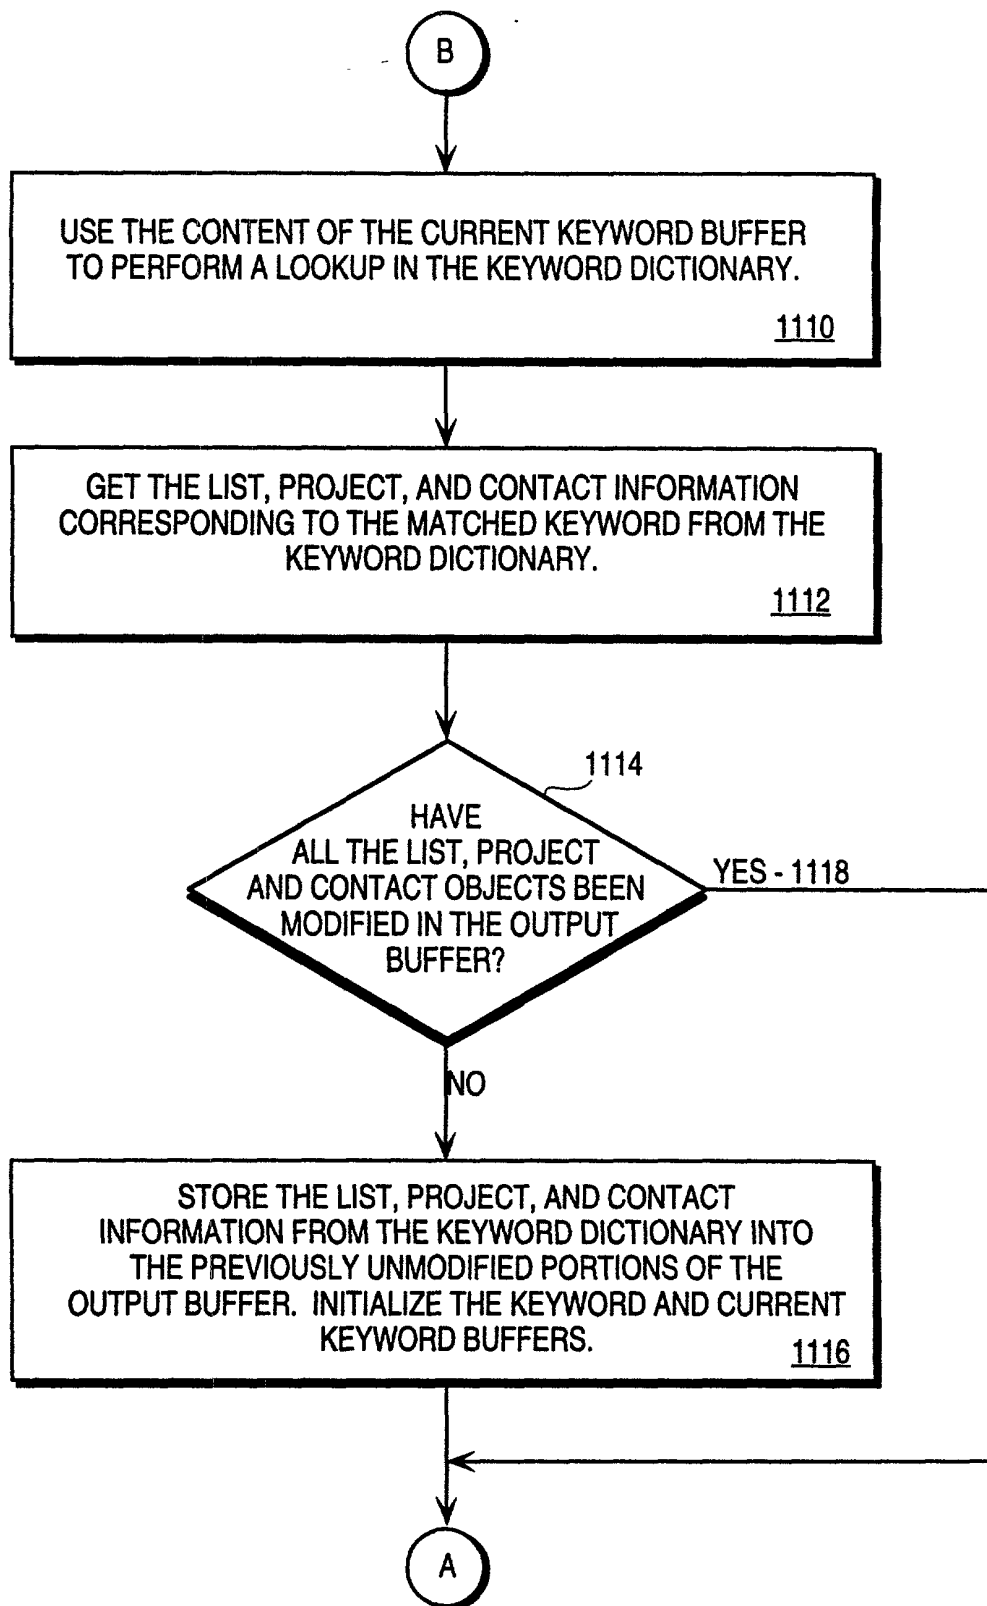 B
USE THE CONTENT OF THE CURRENT KEYWORD BUFFER
TO PERFORM A LOOKUP IN THE KEYWORD DICTIONARY.
1110
GET THE LIST, PROJECT, AND CONTACT INFORMATION
CORRESPONDING TO THE MATCHED KEYWORD FROM THE
KEYWORD DICTIONARY.
1112
1114
HAVE
ALL THE LIST, PROJECT
AND CONTACT OBJECTS BEEN
MODIFIED IN THE OUTPUT
BUFFER?
YES - 1118
NO
STORE THE LIST, PROJECT, AND CONTACT
INFORMATION FROM THE KEYWORD DICTIONARY INTO
THE PREVIOUSLY UNMODIFIED PORTIONS OF THE
OUTPUT BUFFER. INITIALIZE THE KEYWORD AND CURRENT
KEYWORD BUFFERS.
1116
A